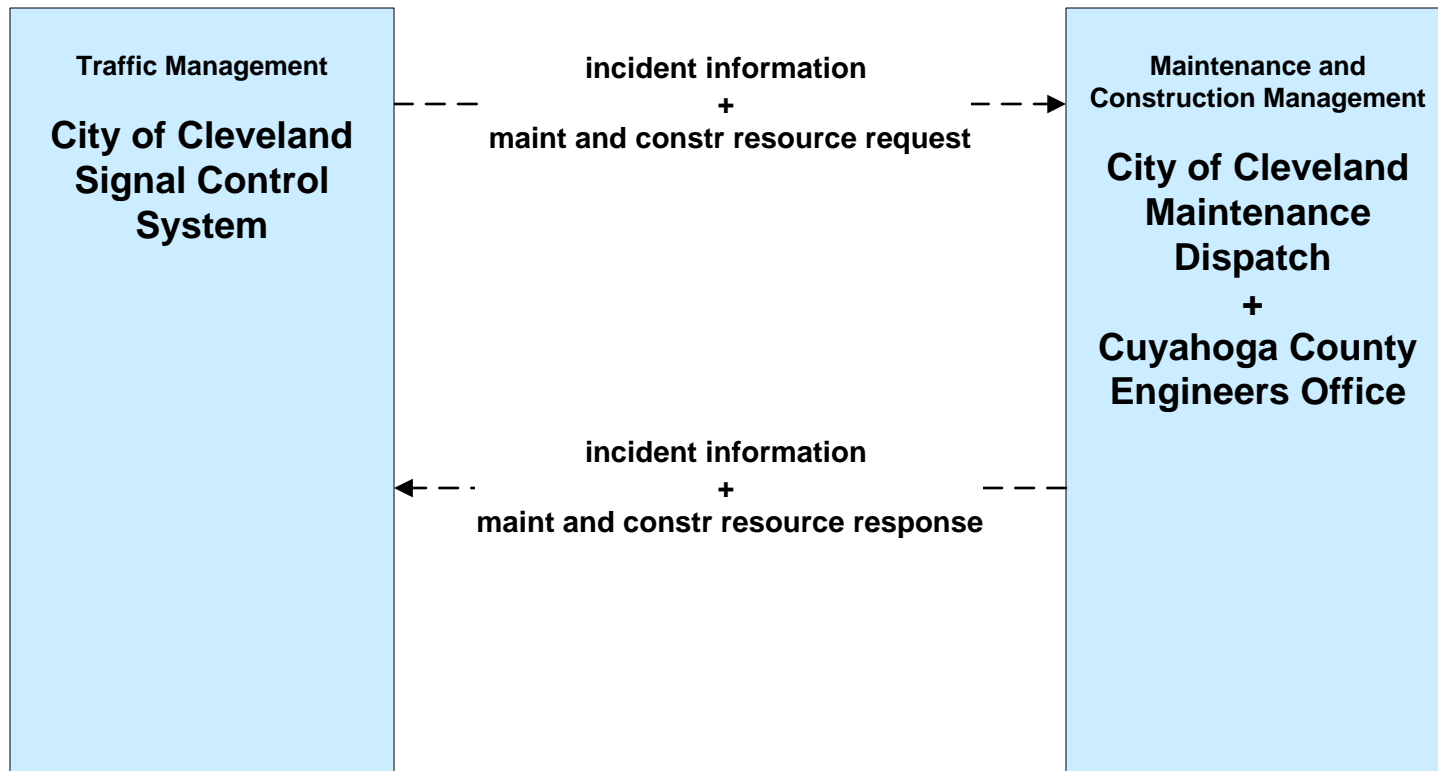 Traffic Management
City of Cleveland
Signal Control
System
incident information
+
maint and constr resource request
Maintenance and
Construction Management
City of Cleveland
Maintenance
Dispatch
+
Cuyahoga County
Engineers Office
incident information
+
maint and constr resource response